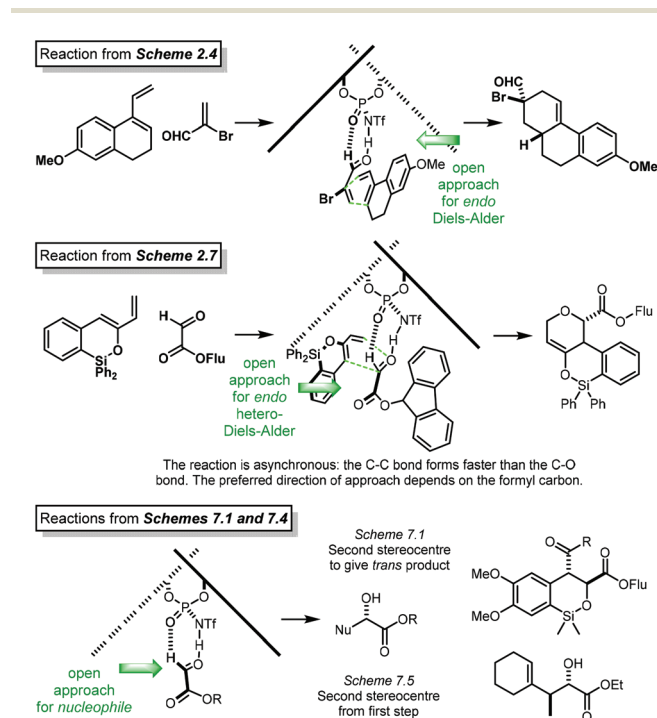 Reaction from Scheme 2.4
MeO
OHC
Br
O
O
P
O
NTf
H
H
O
Br
OMe
open
approach
for endo
Diels-Alder
OHC
Br
H
OMe
Reaction from Scheme 2.7
O
Si
Ph2
O
H
O
OFlu
open
approach
for endo
hetero-
Diels-Alder
O
O
P
O
NTf
H
H
O
Ph2Si
O
O
O
O
O
O
Flu
O
Si
Ph
Ph
The reaction is asynchronous: the C-C bond forms faster than the C-O
bond. The preferred direction of approach depends on the formyl carbon.
Reactions from Schemes 7.1 and 7.4
O
O
P
O
NTf
H
H
O
O
OR
open
approach
for nucleophile
Scheme 7.1
Second stereocentre
to give trans product
OH
Nu
OR
O
Scheme 7.5
Second stereocentre
from first step
O
R
O
MeO
MeO
OFlu
O
Si
OH
OEt
O